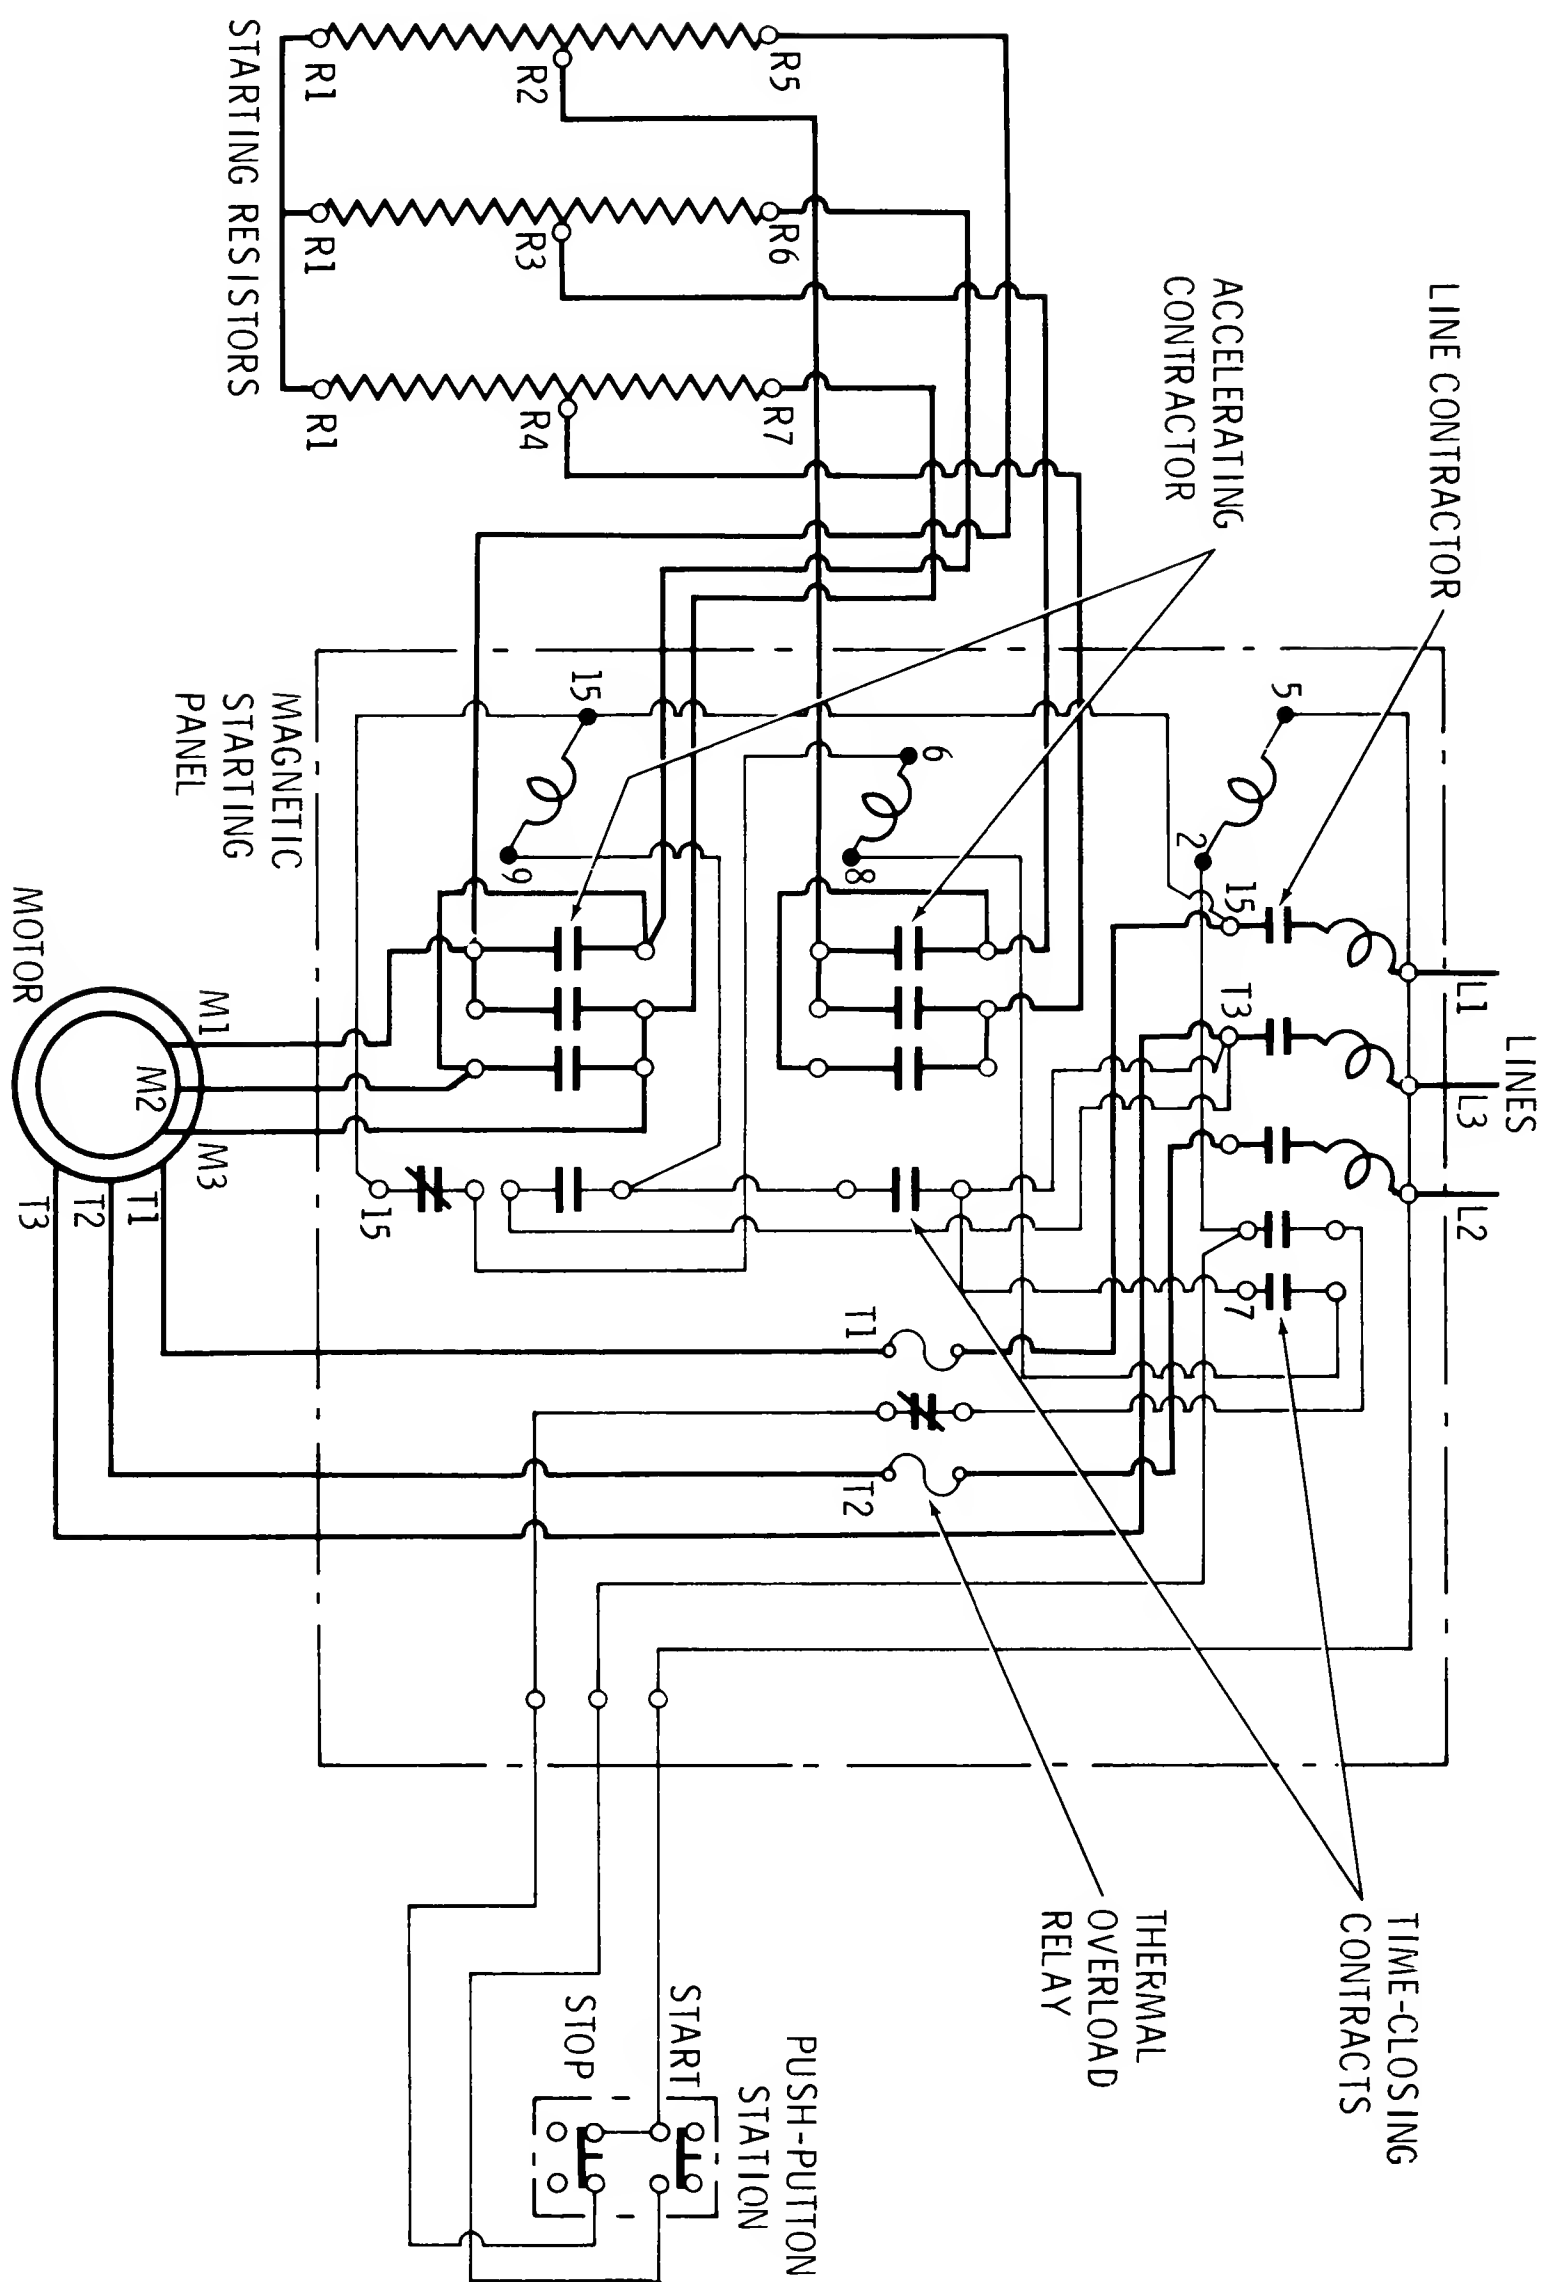 LINES
L1
L3
L2
LINE CONTRACTOR
ACCELERATING
CONTRACTOR
TIME-CLOSING
CONTRACTS
THERMAL
OVERLOAD
RELAY
PUSH-PUTTON
STATION
START
STOP
5
2
15
T3
7
6
8
15
9
15
T1
T2
R5
R6
R7
R2
R3
R4
R1
R1
R1
STARTING RESISTORS
MAGNETIC
STARTING
PANEL
MOTOR
M1
M2
M3
T1
T2
T3